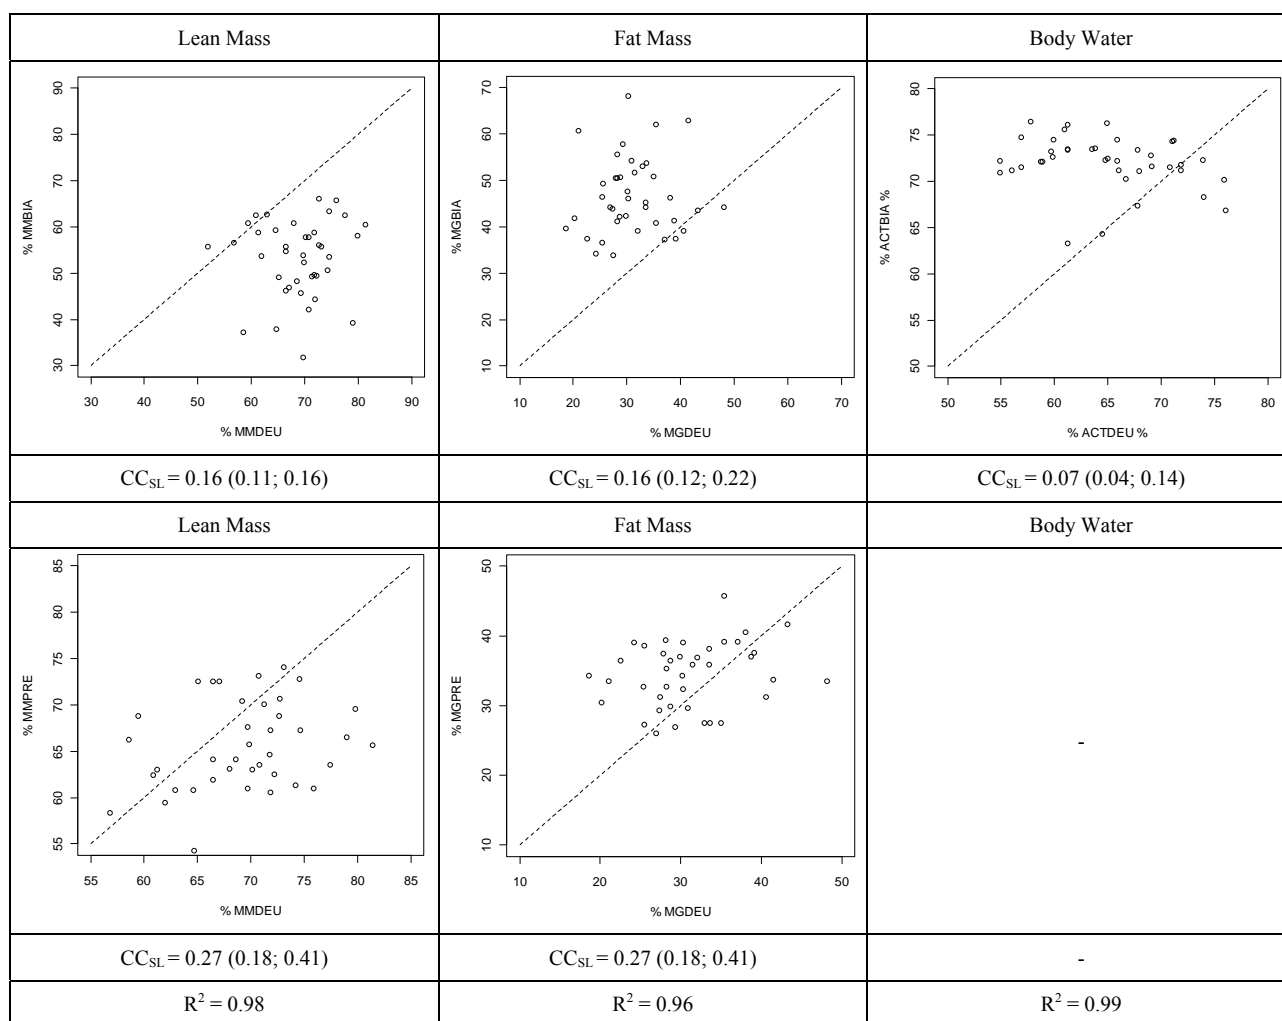 Lean Mass Fat Mass Body Water
% MMBIA
90
80
70
60
50
40
30
30 40 50 60 70 80 90
% MMDEU
% MGBIA
70
60
50
40
30
20
10
10 20 30 40 50 60 70
% MGDEU
% ACTBIA %
80
75
70
65
60
55
50
50 55 60 65 70 75 80
% ACTDEU %
CC_SL = 0.16 (0.11; 0.16) CC_SL = 0.16 (0.12; 0.22) CC_SL = 0.07 (0.04; 0.14)
Lean Mass Fat Mass Body Water
% MMPRE
85
80
75
70
65
60
55
55 60 65 70 75 80 85
% MMDEU
% MGPRE
50
40
30
20
10
10 20 30 40 50
% MGDEU
-
CC_SL = 0.27 (0.18; 0.41) CC_SL = 0.27 (0.18; 0.41) -
R² = 0.98 R² = 0.96 R² = 0.99